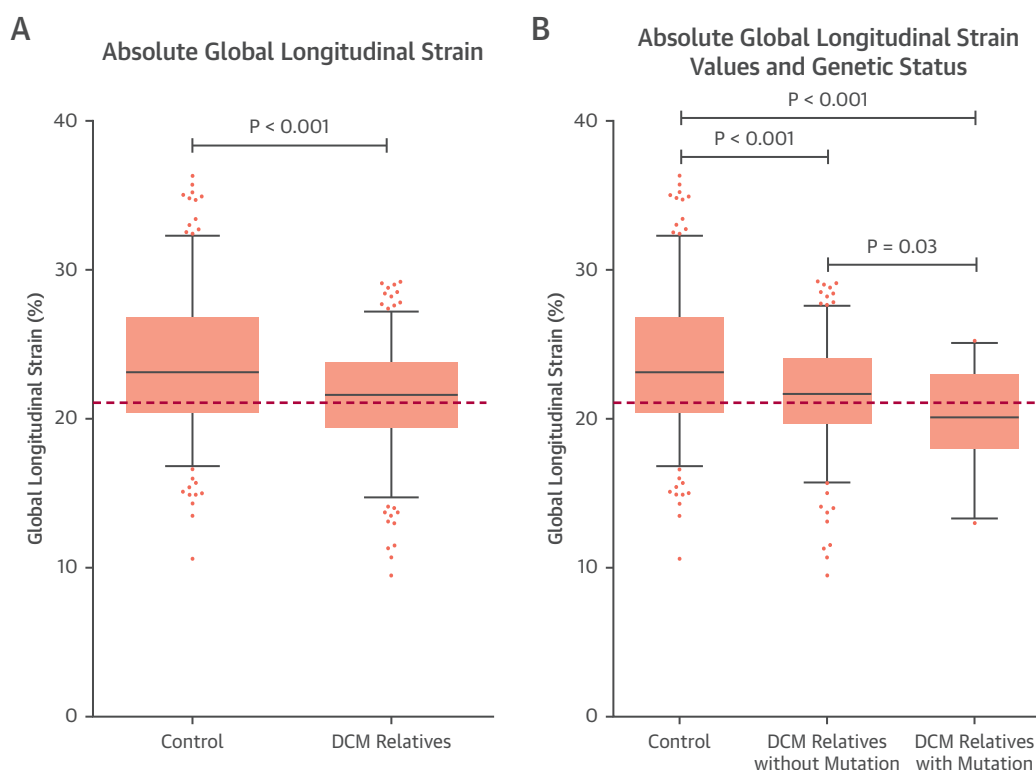 A
Absolute Global Longitudinal Strain
Global Longitudinal Strain (%)
40
30
20
10
0
P < 0.001
Control
DCM Relatives
B
Absolute Global Longitudinal Strain
Values and Genetic Status
Global Longitudinal Strain (%)
40
30
20
10
0
P < 0.001
P < 0.001
P = 0.03
Control
DCM Relatives
without Mutation
DCM Relatives
with Mutation